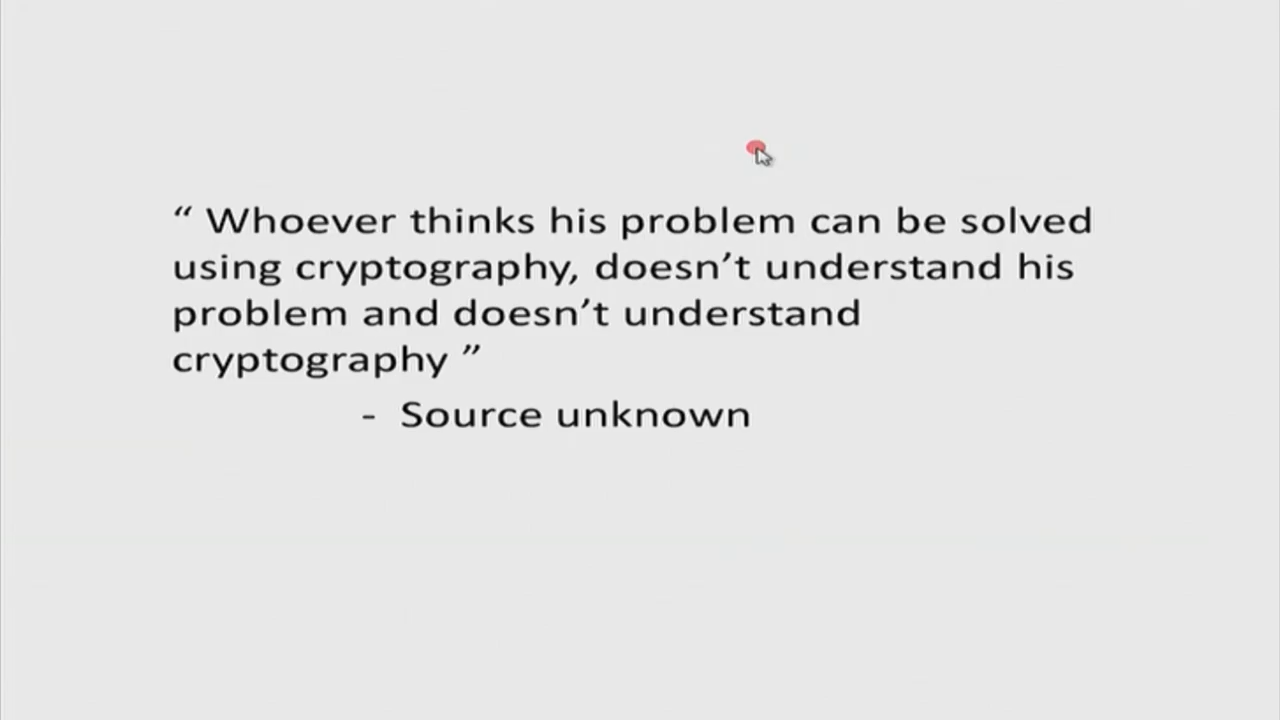 “ Whoever thinks his problem can be solved
using cryptography, doesn’t understand his
problem and doesn’t understand
cryptography ”
- Source unknown